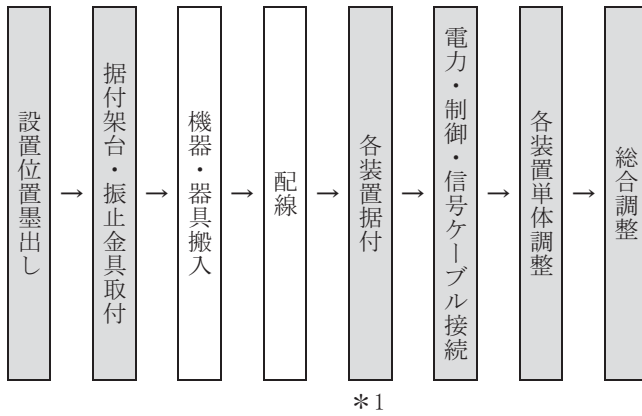 設置位置墨出し
→
据付架台・振止金具取付
→
機器・器具搬入
→
配線
→
各装置据付
→
電力・制御・信号ケーブル接続
→
各装置単体調整
→
総合調整
＊1